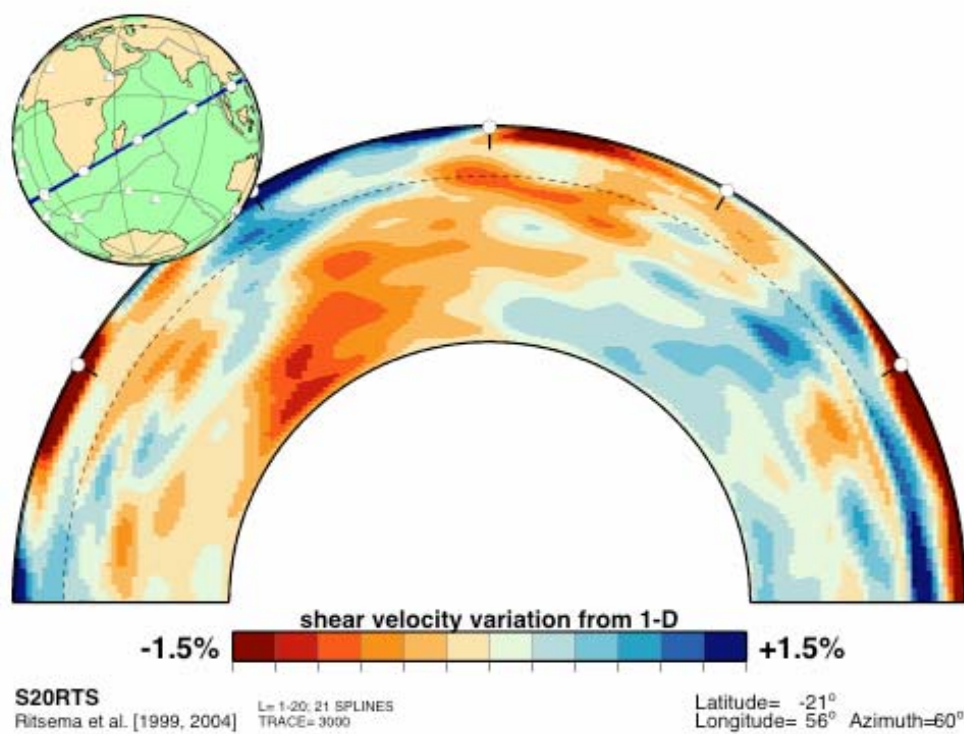 shear velocity variation from 1-D
-1.5% +1.5%
S20RTS
Ritsema et al. [1999, 2004]
L= 1-20; 21 SPLINES
TRACE= 3000
Latitude= -21°
Longitude= 56° Azimuth=60°